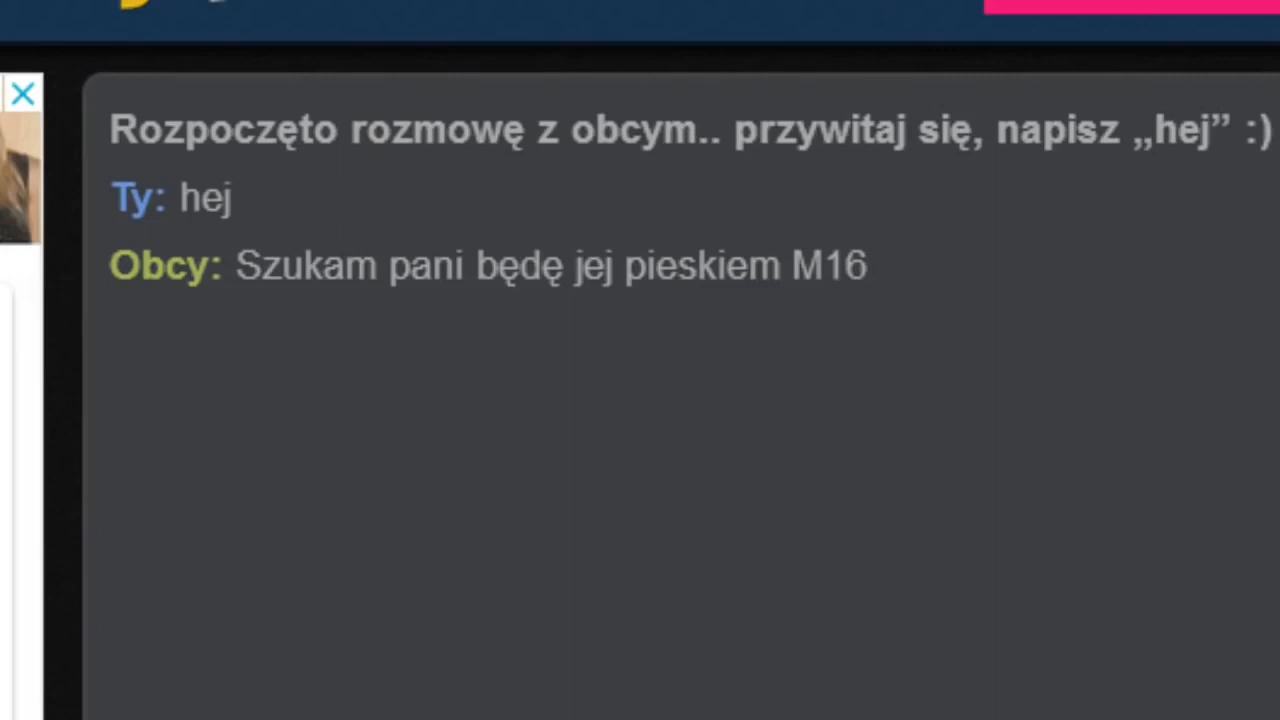 Rozpoczęto rozmowę z obcym.. przywitaj się, napisz „hej” :)
Ty: hej
Obcy: Szukam pani będę jej pieskiem M16